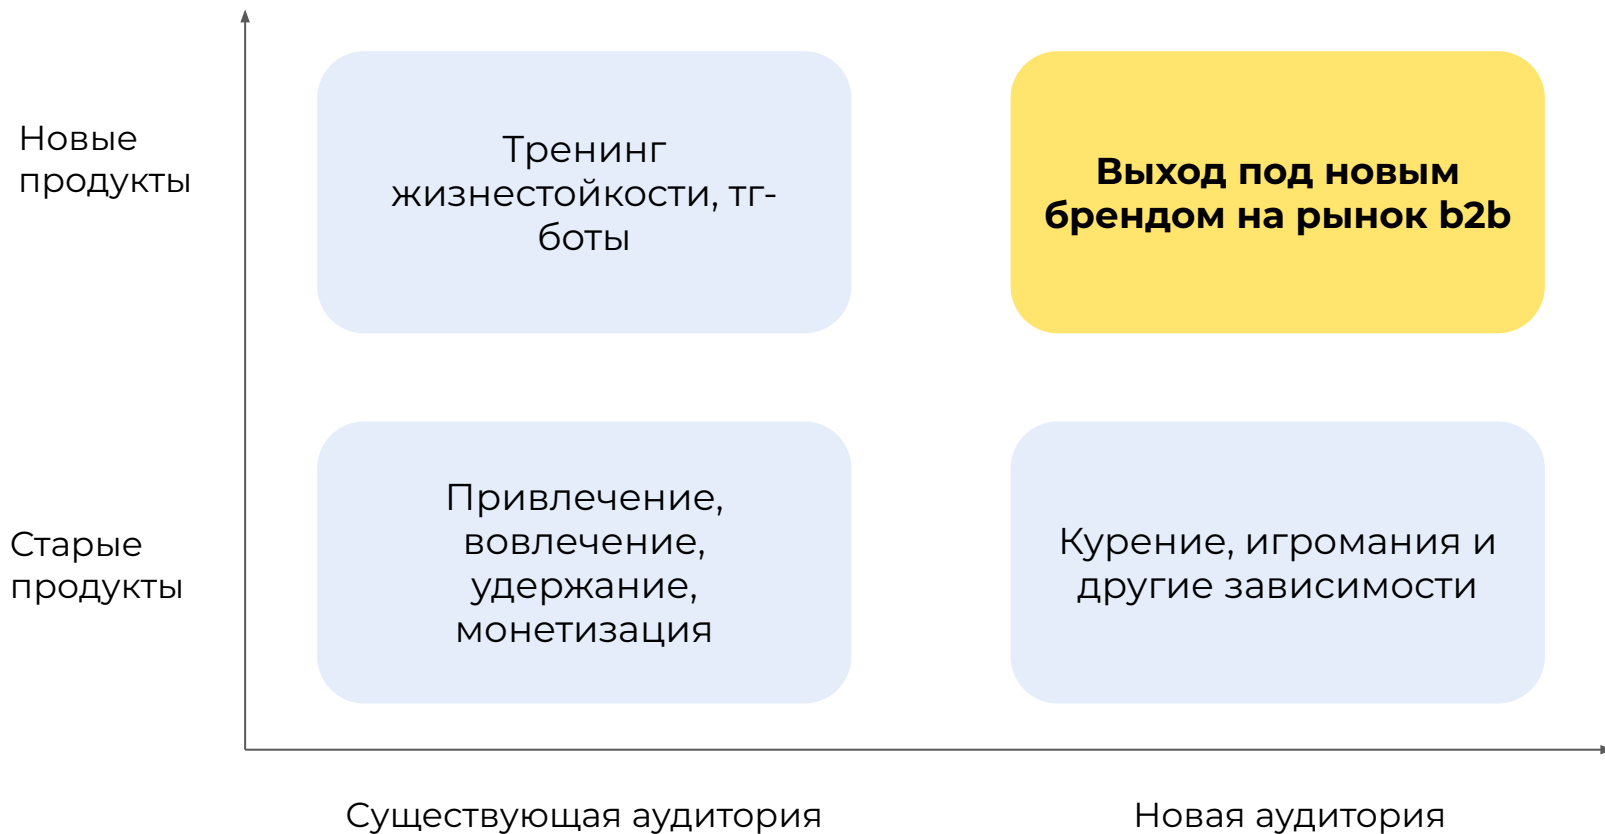 Новые
продукты
Тренинг
жизнестойкости, тг-
боты
Выход под новым
брендом на рынок b2b
Старые
продукты
Привлечение,
вовлечение,
удержание,
монетизация
Курение, игромания и
другие зависимости
Существующая аудитория
Новая аудитория